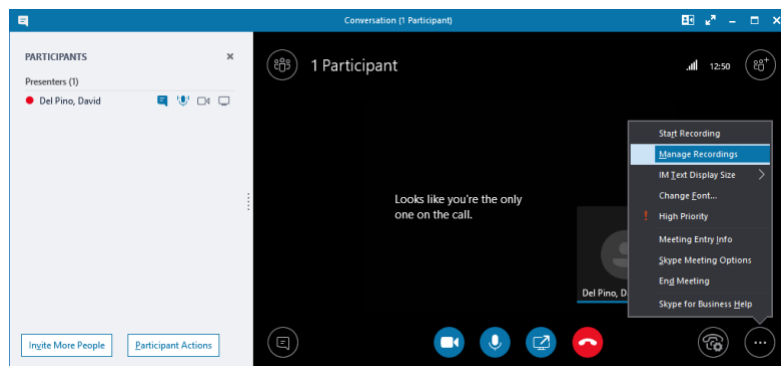 Conversation (1 Participant)
PARTICIPANTS
Presenters (1)
Del Pino, David
Invite More People
Participant Actions
1 Participant
12:50
Looks like you're the only
one on the call.
Del Pino, D
Start Recording
Manage Recordings
IM Text Display Size
Change Font...
! High Priority
Meeting Entry Info
Skype Meeting Options
End Meeting
Skype for Business Help